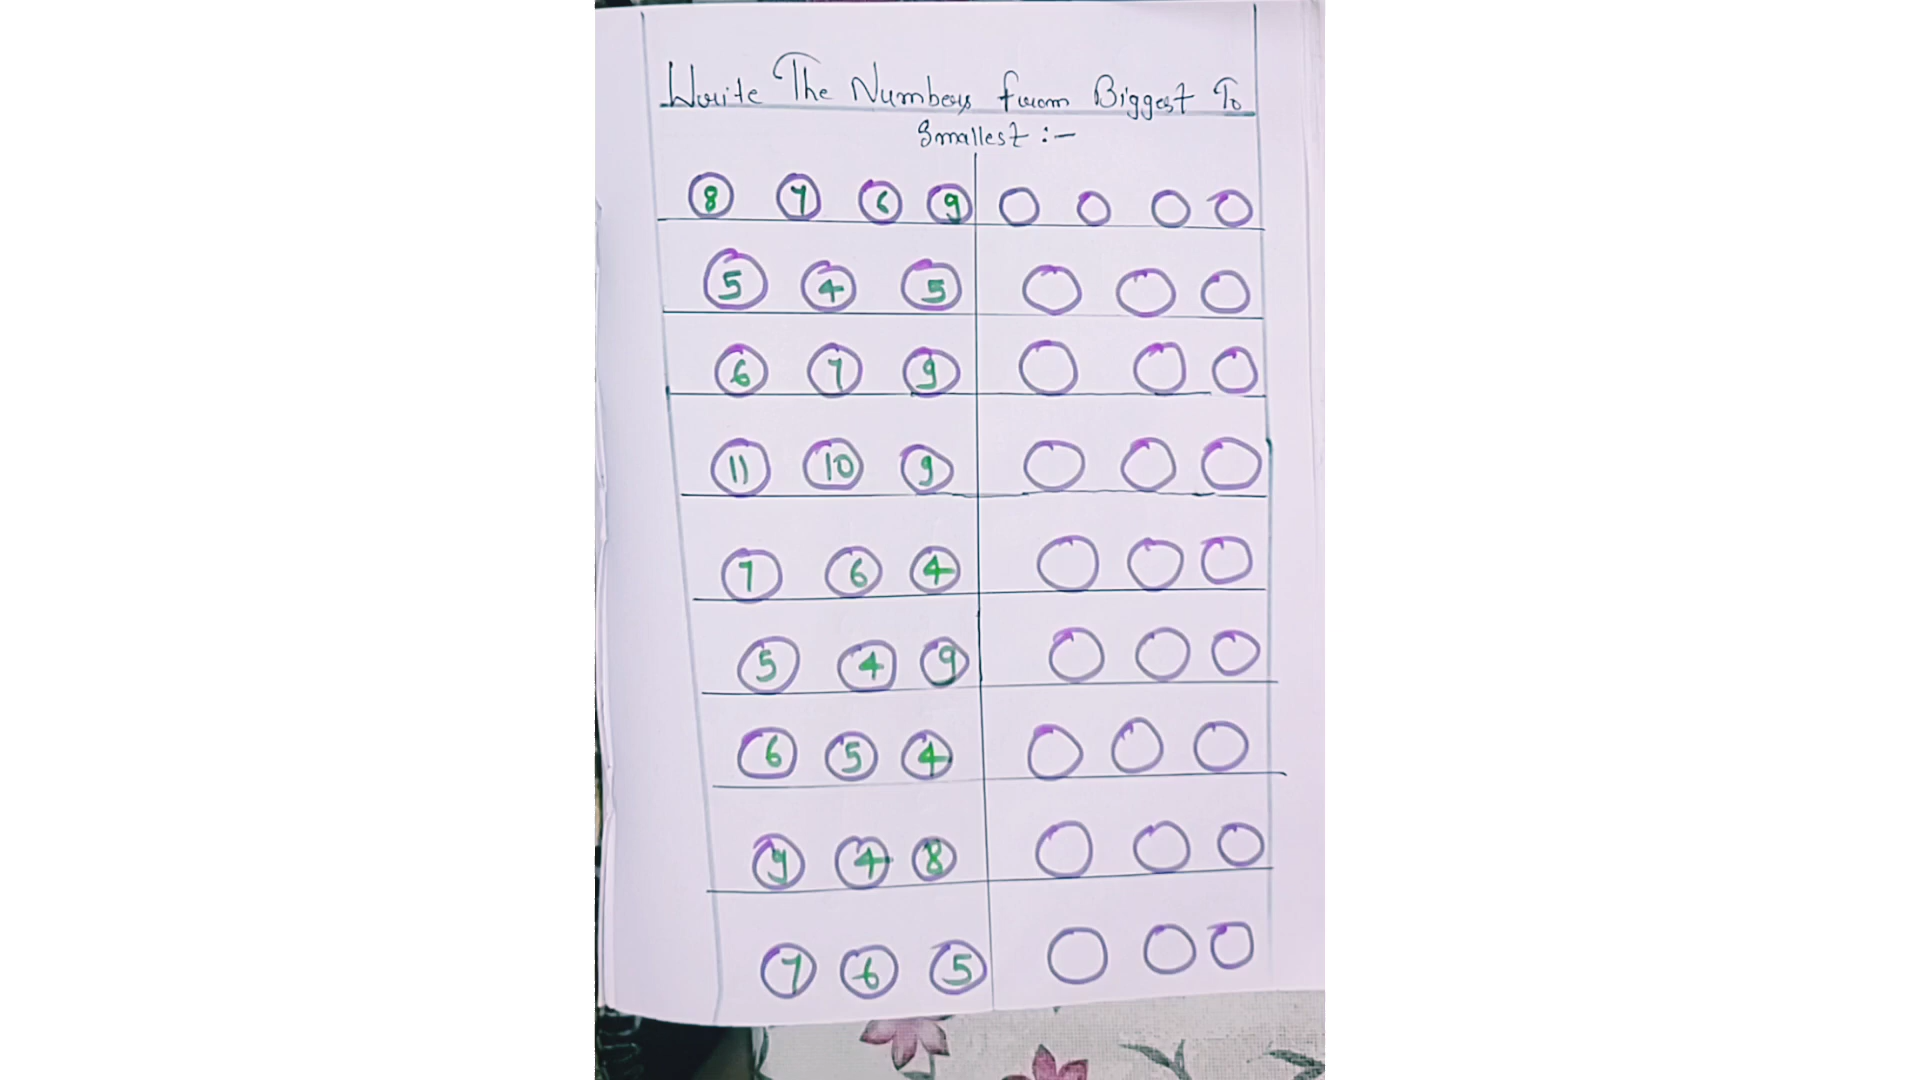 Write The Numbers from Biggest To
Smallest :-
8 7 6 9
5 4 5
6 7 9
11 10 9
7 6 4
5 4 9
6 5 4
9 4 8
7 6 5